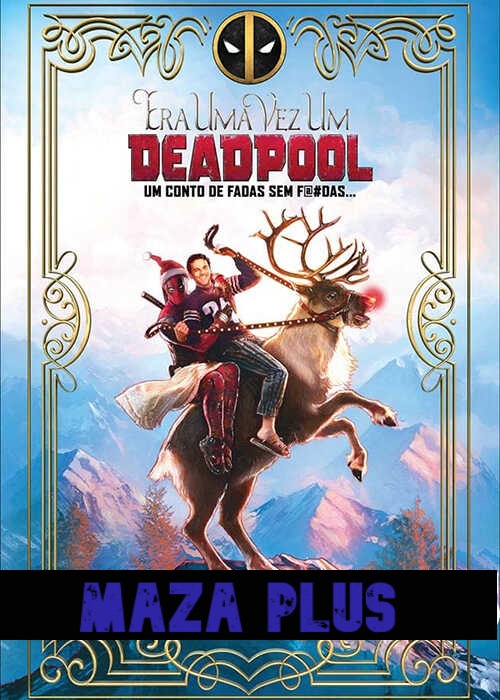 ERA UMA VEZ UM
DEADPOOL
UM CONTO DE FADAS SEM F@#DAS...
MAZA PLUS